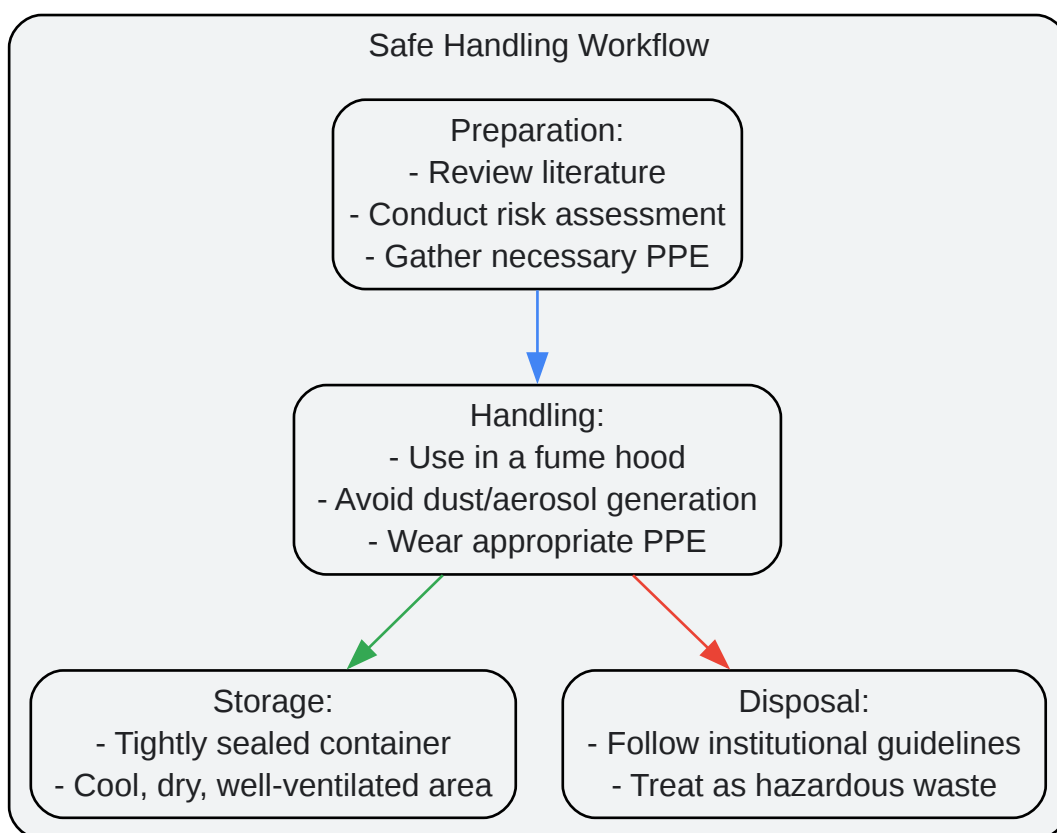 Safe Handling Workflow
Preparation:
- Review literature
- Conduct risk assessment
- Gather necessary PPE
Handling:
- Use in a fume hood
- Avoid dust/aerosol generation
- Wear appropriate PPE
Storage:
- Tightly sealed container
- Cool, dry, well-ventilated area
Disposal:
- Follow institutional guidelines
- Treat as hazardous waste